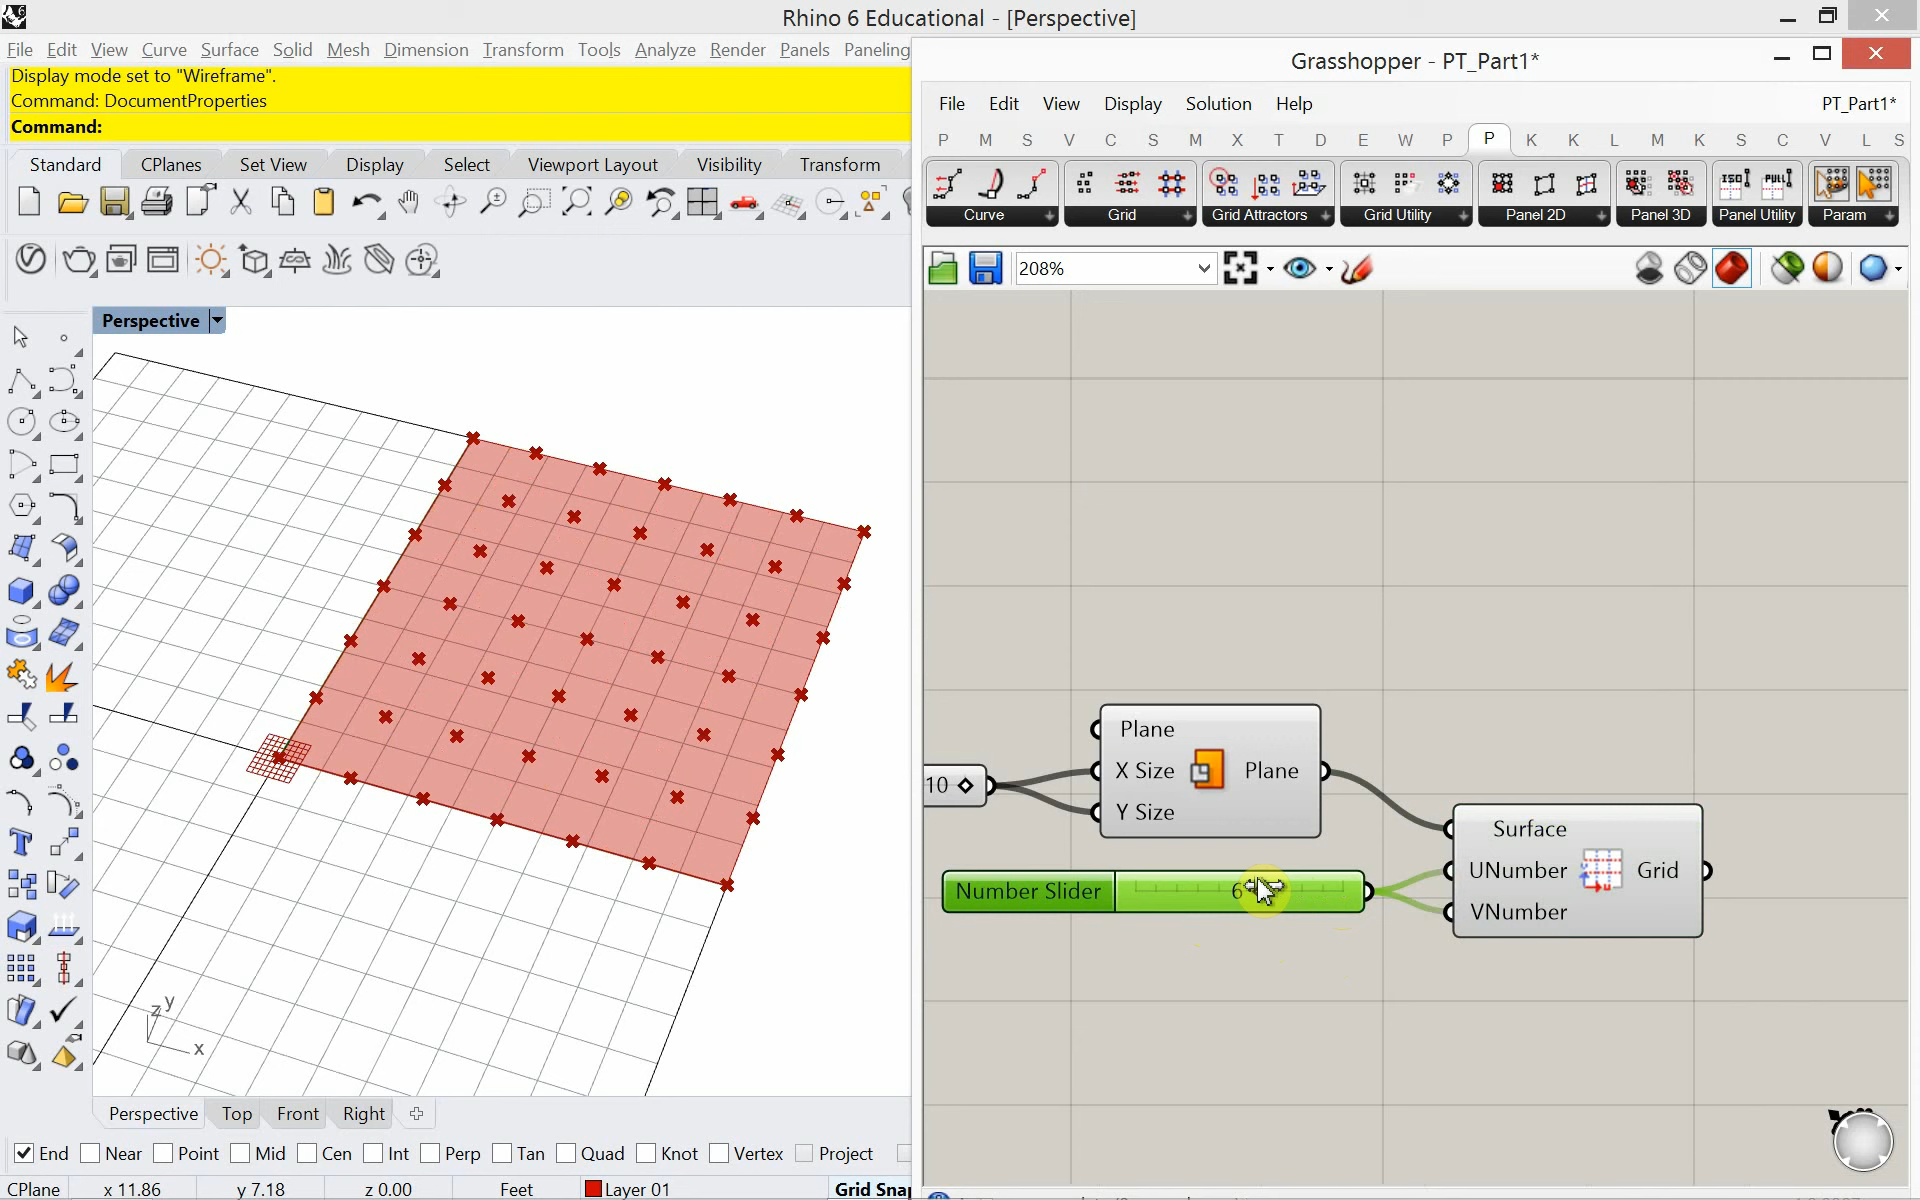 Rhino 6 Educational - [Perspective]
File Edit View Curve Surface Solid Mesh Dimension Transform Tools Analyze Render Panels Paneling
Display mode set to "Wireframe".
Command: DocumentProperties
Command:
Standard CPlanes Set View Display Select Viewport Layout Visibility Transform
Perspective
z y
x
Perspective Top Front Right
End Near Point Mid Cen Int Perp Tan Quad Knot Vertex Project
CPlane x 11.86 y 7.18 z 0.00 Feet Layer 01 Grid Snap
Grasshopper - PT_Part1*
File Edit View Display Solution Help PT_Part1*
P M S V C S M X T D E W P P K K L M K S C V L S
ISO PULL
Curve Grid Grid Attractors Grid Utility Panel 2D Panel 3D Panel Utility Param
208%
Plane
10 X Size Plane
Y Size
Number Slider 6
Surface
UNumber Grid
VNumber